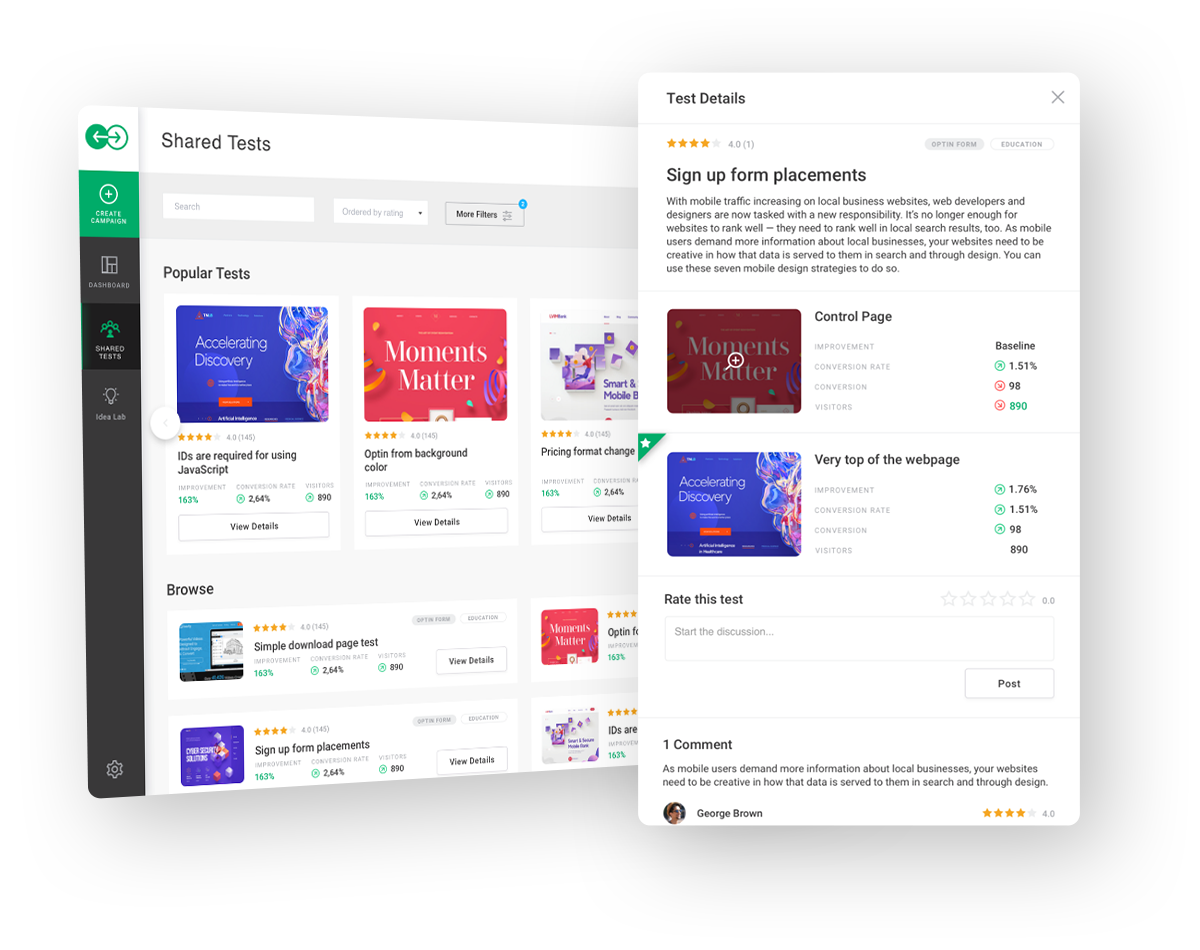 Shared Tests
CREATE
CAMPAIGN
DASHBOARD
SHARED
TESTS
Idea Lab
Search
Ordered by rating
More Filters
2
Popular Tests
Accelerating
Discovery
Artificial Intelligence
4.0 (145)
IDs are required for using
JavaScript
IMPROVEMENT CONVERSION RATE VISITORS
163% 2,64% 890
View Details
Moments
Matter
4.0 (145)
Optin from background
color
IMPROVEMENT CONVERSION RATE VISITORS
163% 2,64% 890
View Details
Smart &
Mobile B
4.0 (145)
Pricing format change
IMPROVEMENT CONVERSION RA
163% 2,64%
View Details
Browse
4.0 (145) OPTIN FORM EDUCATION
Simple download page test
IMPROVEMENT CONVERSION RATE VISITORS
163% 2,64% 890
View Details
Moments
Matter
Optin fo
IMPROVEM
163%
CYBER SECURITY
SOLUTIONS
4.0 (145) OPTIN FORM EDUCATION
Sign up form placements
IMPROVEMENT CONVERSION RATE VISITORS
163% 2,64% 890
View Details
Smart & Secure
Mobile Bank
IDs are
IMPROVEM
163%
Test Details
4.0 (1) OPTIN FORM EDUCATION
Sign up form placements
With mobile traffic increasing on local business websites, web developers and
designers are now tasked with a new responsibility. It's no longer enough for
websites to rank well — they need to rank well in local search results, too. As mobile
users demand more information about local businesses, your websites need to be
creative in how that data is served to them in search and through design. You can
use these seven mobile design strategies to do so.
Moments
Matter
Control Page
IMPROVEMENT Baseline
CONVERSION RATE 1.51%
CONVERSION 98
VISITORS 890
Accelerating
Discovery
Artificial Intelligence
in Healthcare
Very top of the webpage
IMPROVEMENT 1.76%
CONVERSION RATE 1.51%
CONVERSION 98
VISITORS 890
Rate this test 0.0
Start the discussion...
Post
1 Comment
As mobile users demand more information about local businesses, your websites
need to be creative in how that data is served to them in search and through design.
George Brown 4.0